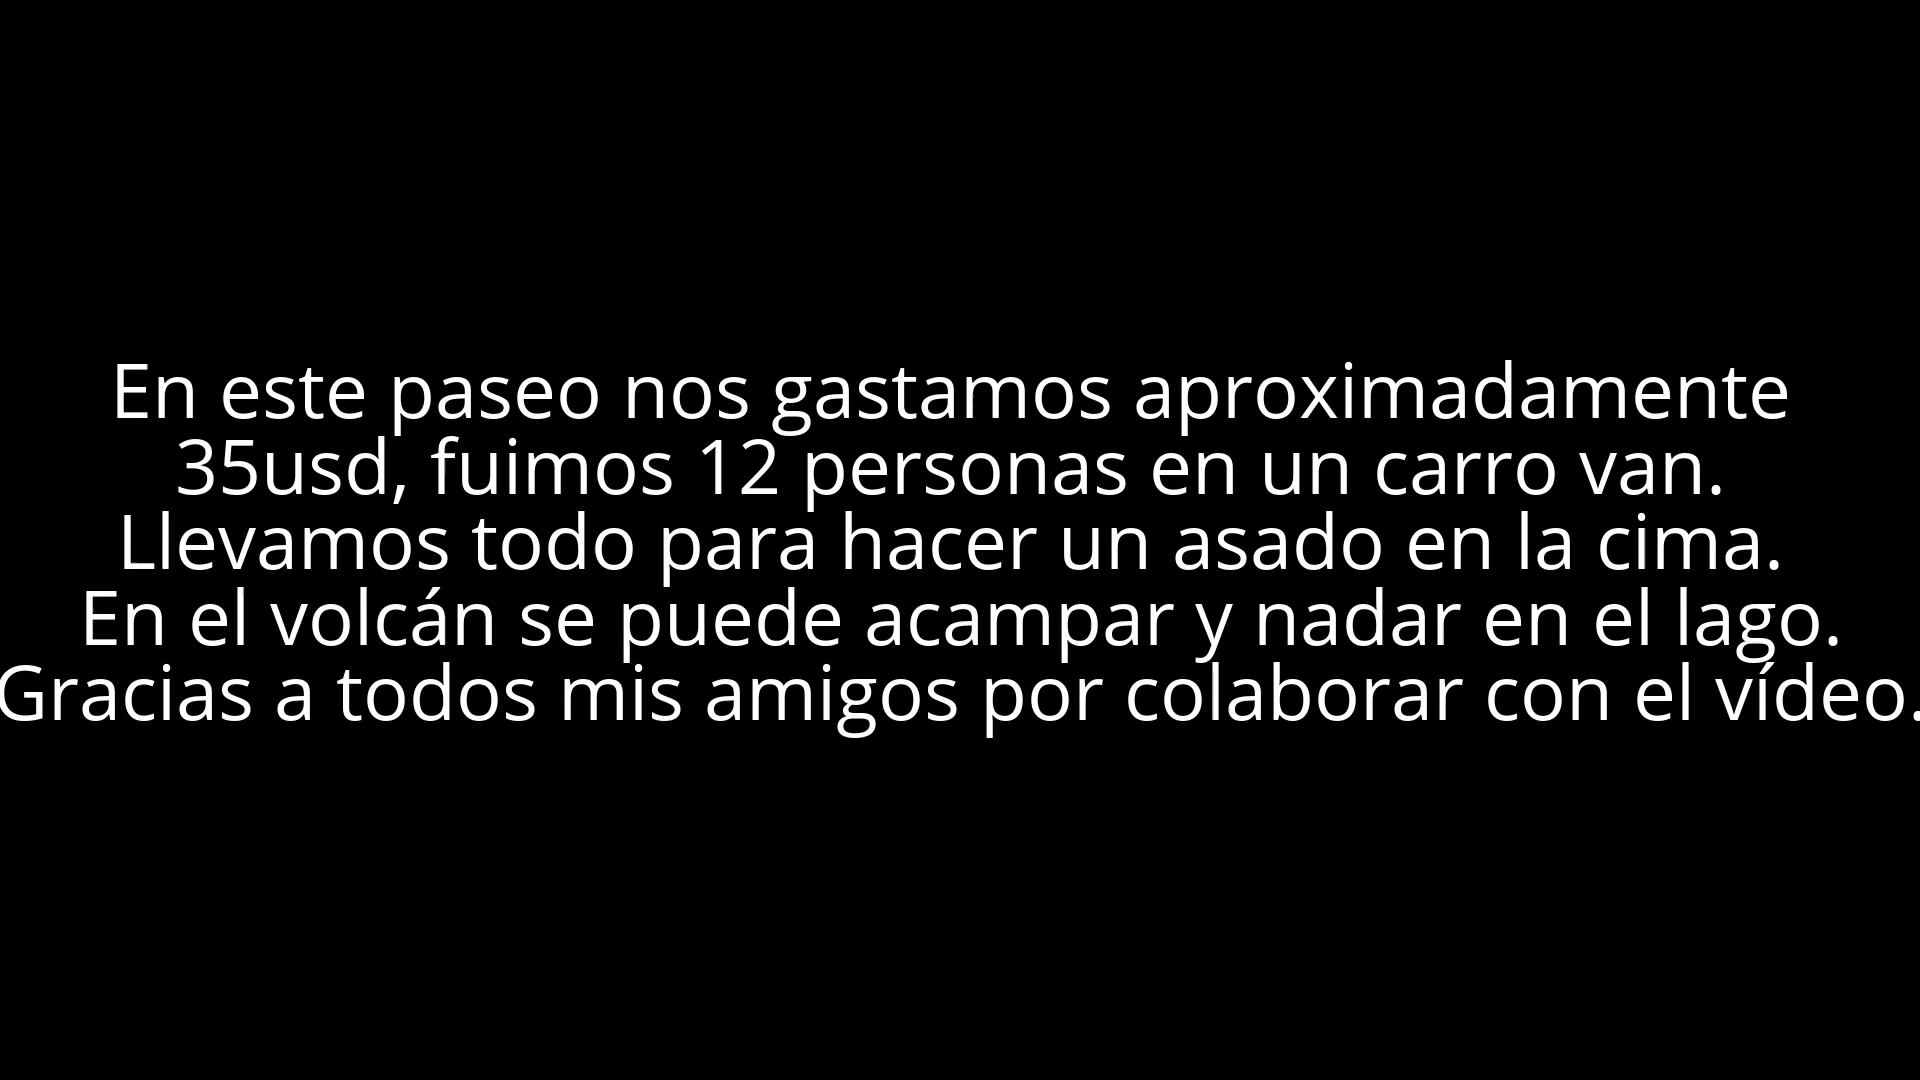 En este paseo nos gastamos aproximadamente
35usd, fuimos 12 personas en un carro van.
Llevamos todo para hacer un asado en la cima.
En el volcán se puede acampar y nadar en el lago.
Gracias a todos mis amigos por colaborar con el vídeo.